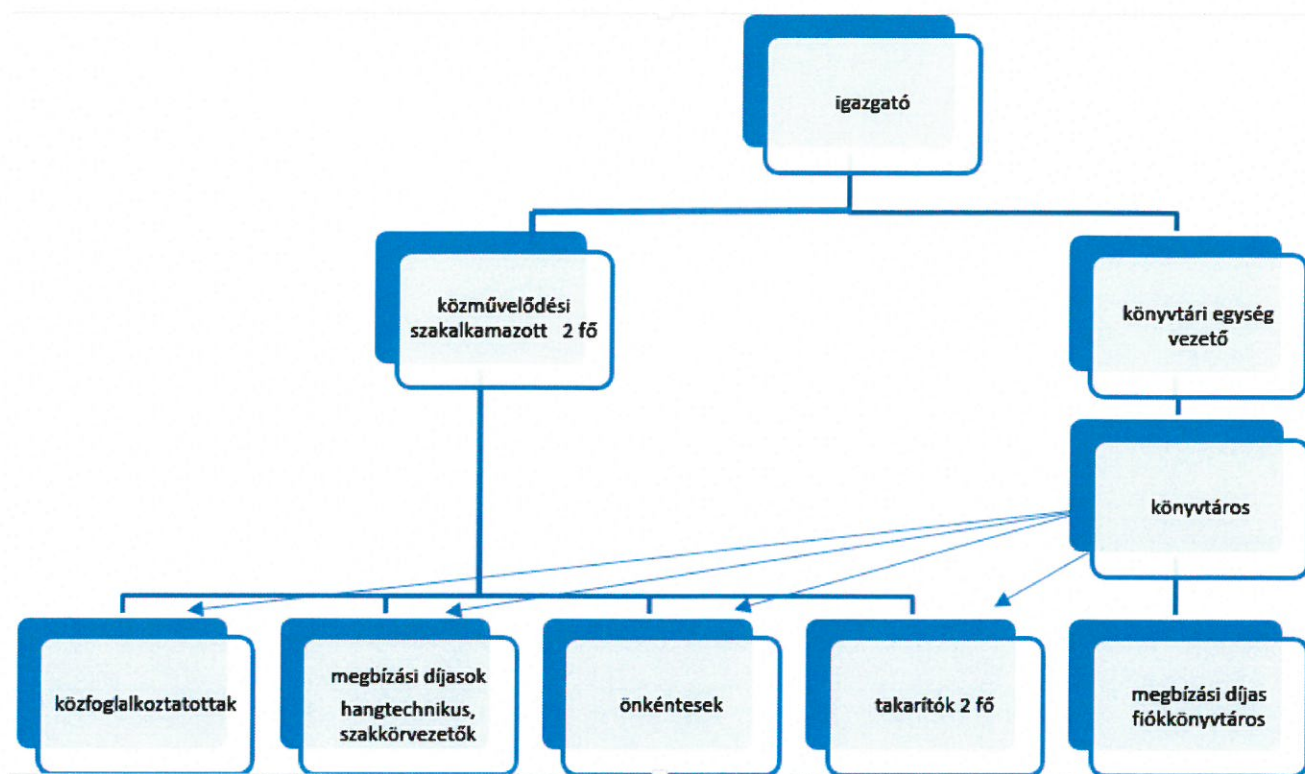 igazgató
közművelődési
szakalkamazott 2 fő
könyvtári egység
vezető
könyvtáros
közfoglalkoztatottak
megbízási díjasok
hangtechnikus,
szakkörvezetők
önkéntesek
takarítók 2 fő
megbízási díjas
fiókkönyvtáros